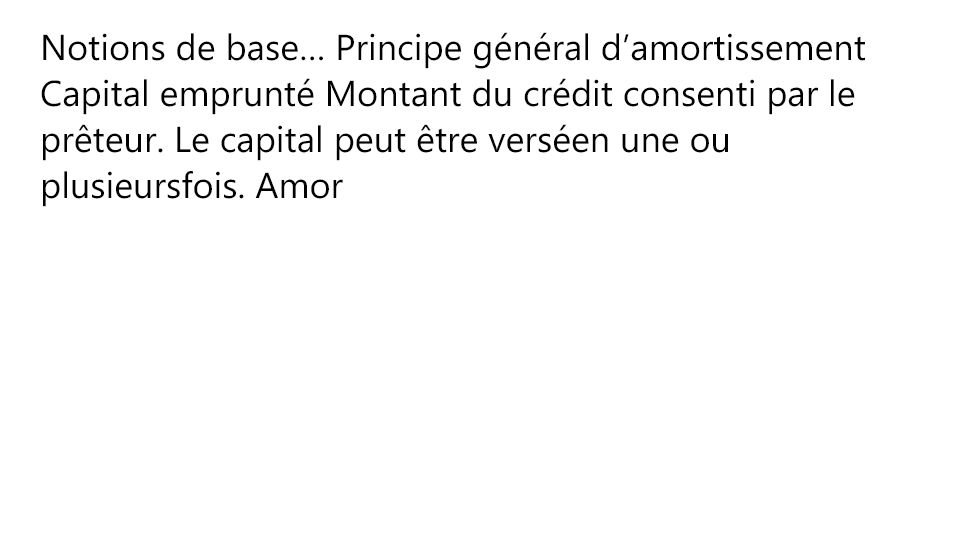 Notions de base… Principe général d’amortissement
Capital emprunté Montant du crédit consenti par le
prêteur. Le capital peut être verséen une ou
plusieursfois. Amor